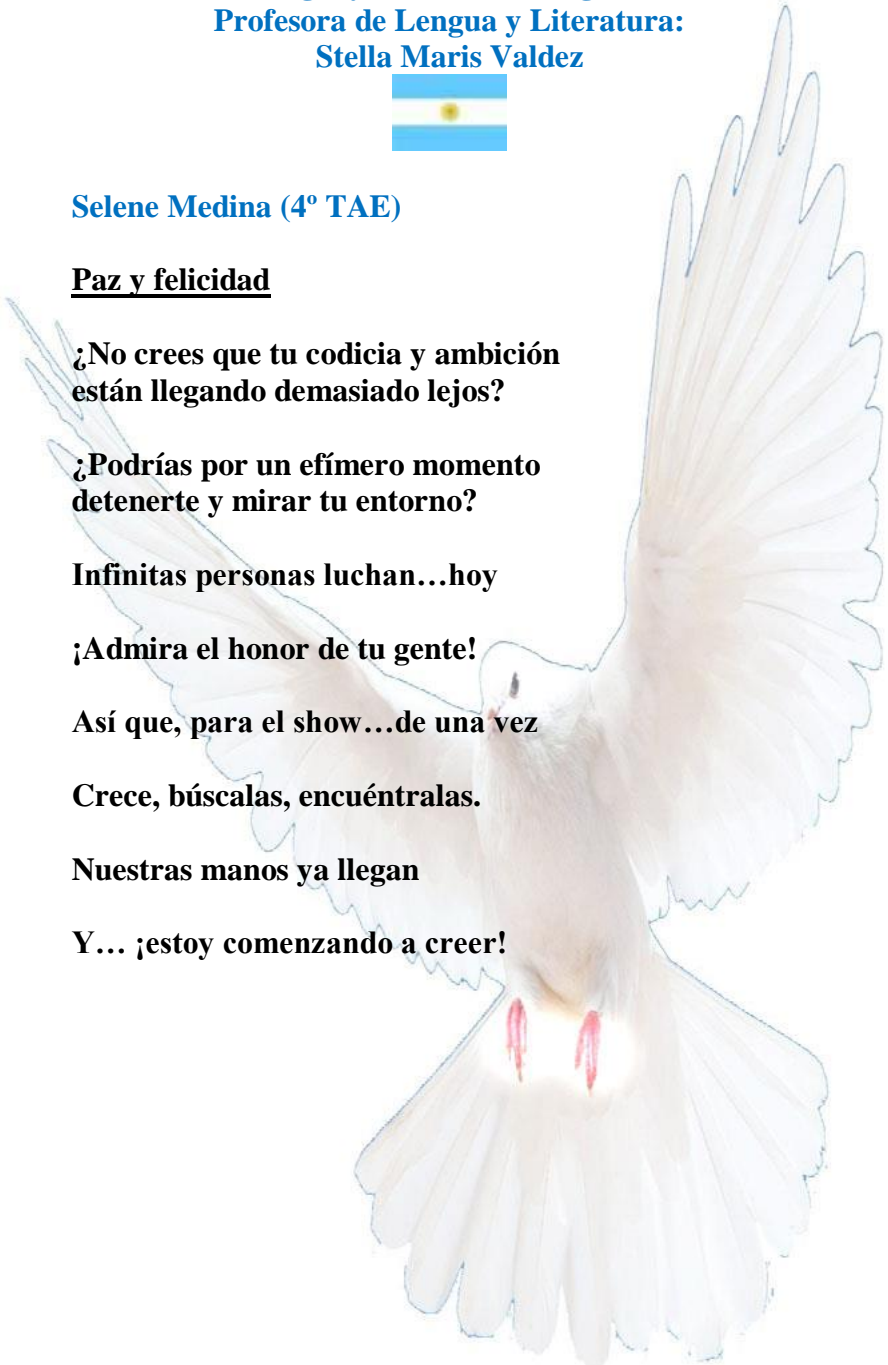 Profesora de Lengua y Literatura:
Stella Maris Valdez
Selene Medina (4º TAE)
Paz y felicidad
¿No crees que tu codicia y ambición
están llegando demasiado lejos?
¿Podrías por un efímero momento
detenerte y mirar tu entorno?
Infinitas personas luchan…hoy
¡Admira el honor de tu gente!
Así que, para el show…de una vez
Crece, búscalas, encuéntralas.
Nuestras manos ya llegan
Y… ¡estoy comenzando a creer!